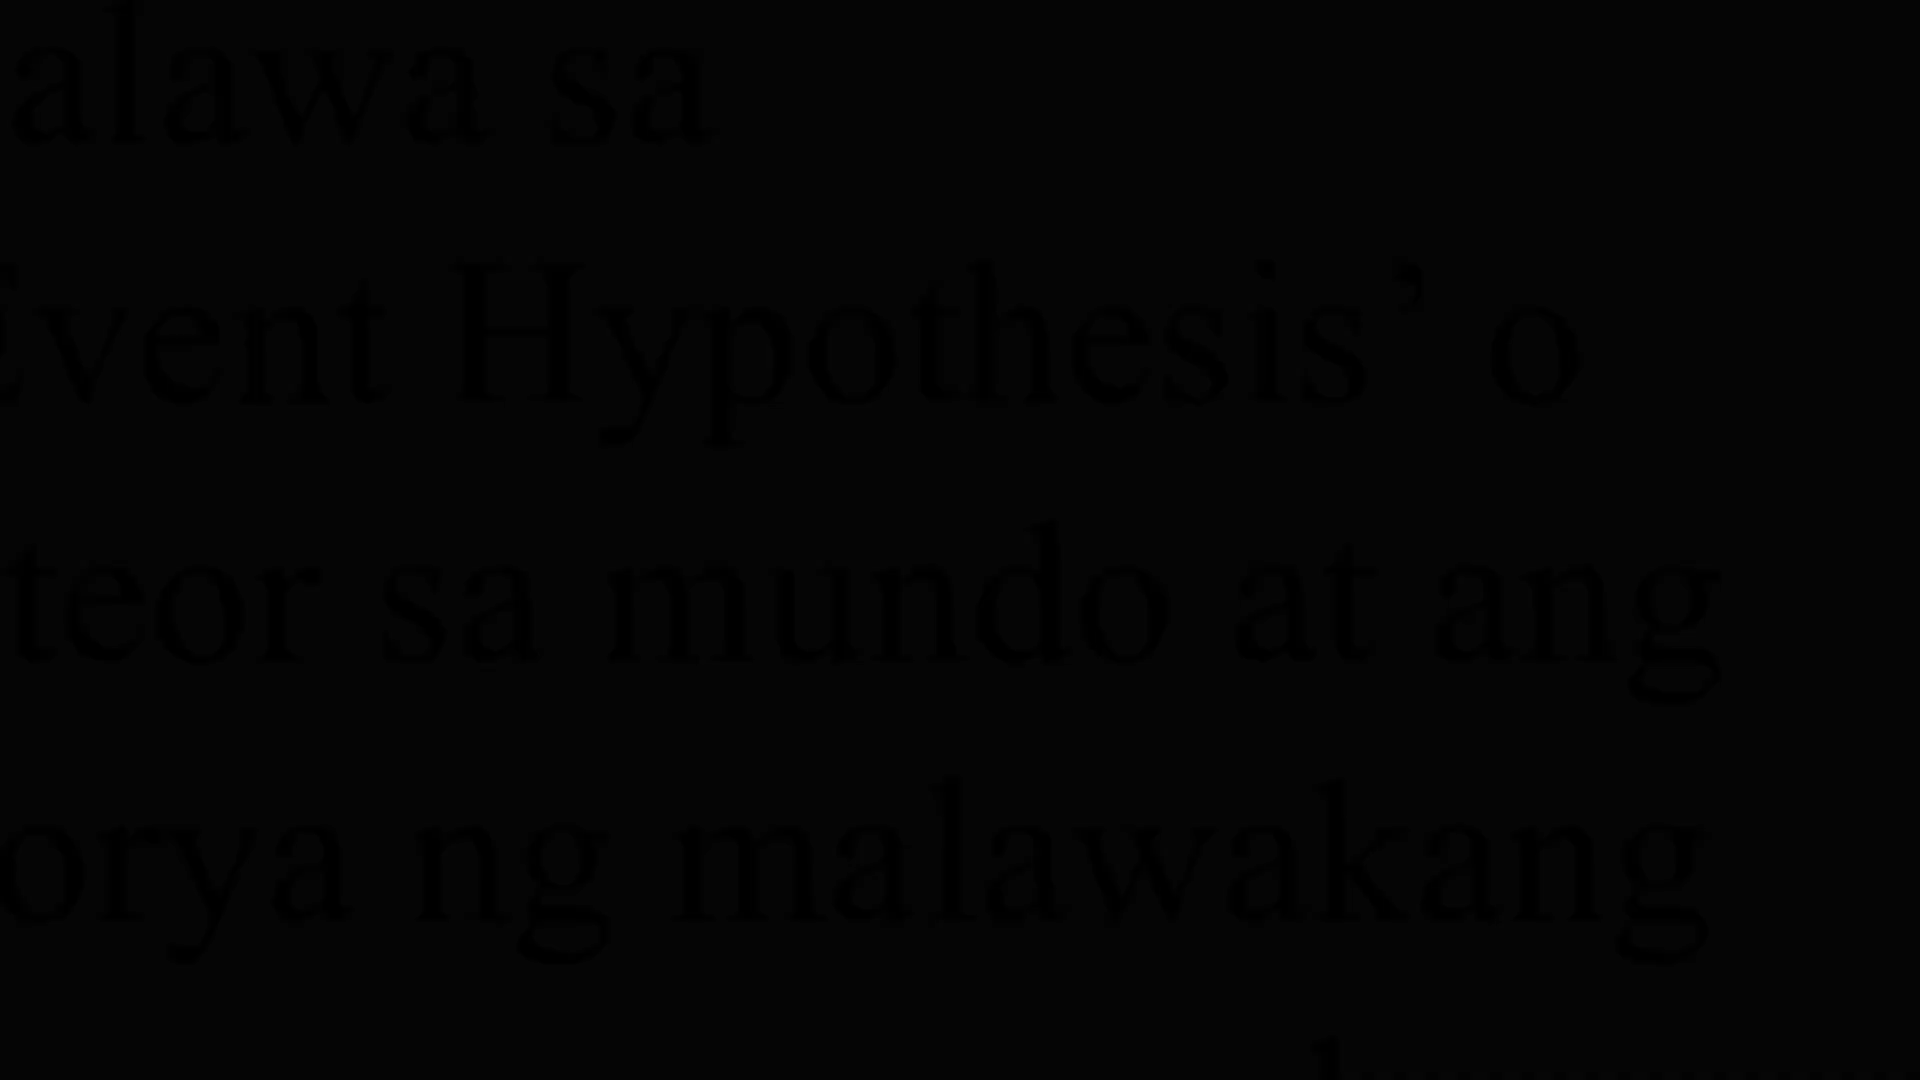 alawa sa
Event Hypothesis’ o
teor sa mundo at ang
orya ng malawakang